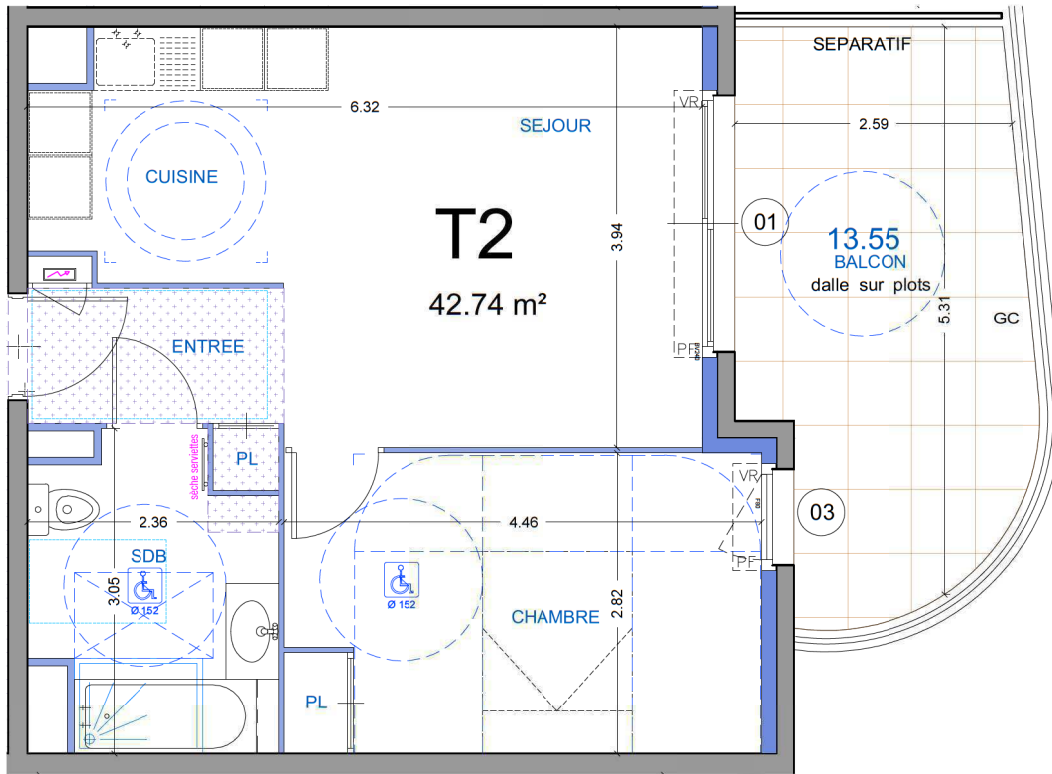 SEPARATIF
VR
6.32
2.59
SEJOUR
CUISINE
T2
01
3.94
13.55
BALCON
dalle sur plots
42.74 m²
5.31
GC
ENTREE
PF
PL
sèche serviettes
VR
2.36
4.46
03
SDB
PF
3.05
Ø 152
Ø 152
2.82
CHAMBRE
PL